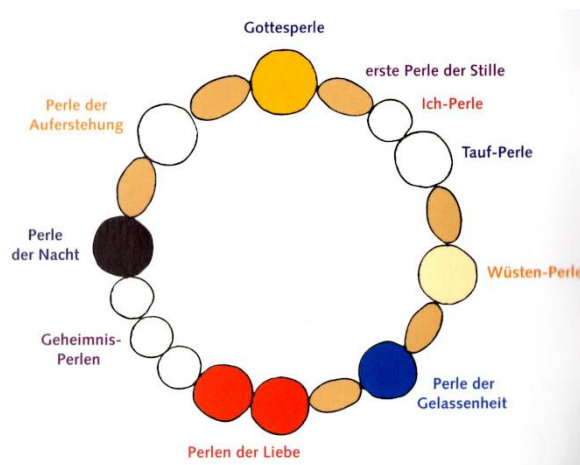 Gottesperle
erste Perle der Stille
Ich-Perle
Tauf-Perle
Wüsten-Perle
Perle der
Gelassenheit
Perlen der Liebe
Geheimnis-
Perlen
Perle
der Nacht
Perle der
Auferstehung